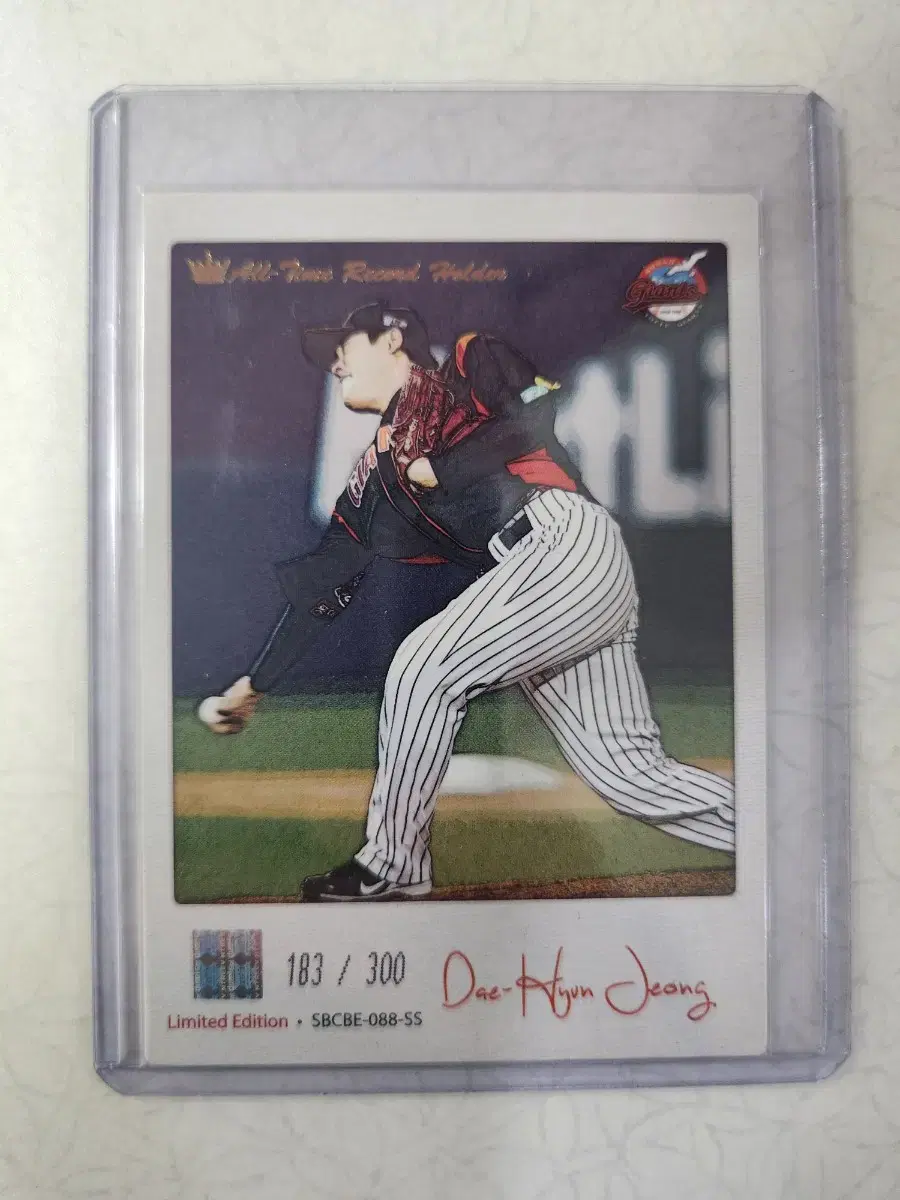 All-Time Record Holder
Giants
183 / 300
Dae-Hyun Jeong
Limited Edition • SBCBE-088-SS